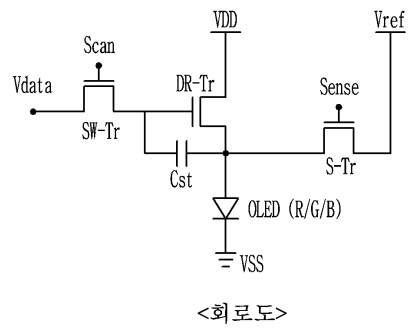 VDD
Vref
Scan
Vdata
DR-Tr
Sense
SW-Tr
S-Tr
Cst
OLED (R/G/B)
VSS
<회로도>